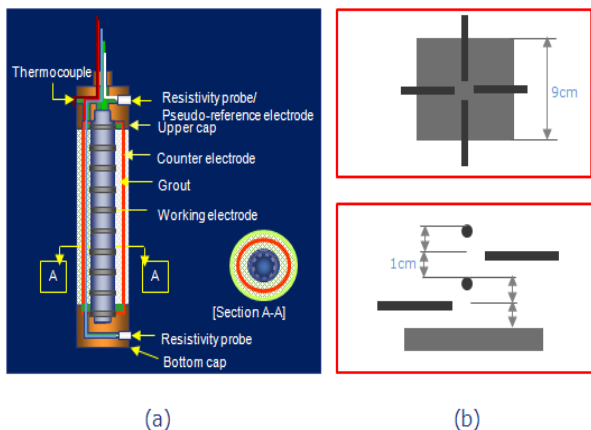 Thermocouple
Resistivity probe/
Pseudo-reference electrode
Upper cap
Counter electrode
Grout
Working electrode
A
A
[Section A-A]
Resistivity probe
Bottom cap
9cm
1cm
(a)
(b)